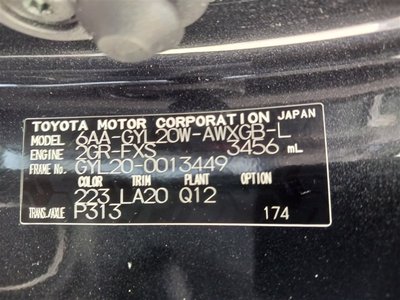 TOYOTA MOTOR CORPORATION JAPAN
MODEL 6AA-GYL20W-AWXGB-L
ENGINE 2GR-FXS 3456 mL
FRAME No. GYL20-0013449
COLOR TRIM PLANT OPTION
223 LA20 Q12
TRANS./AXLE P313 174